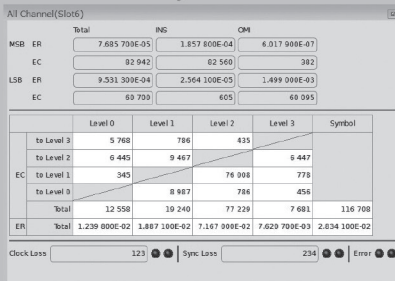 All Channel(Slot6)
Total INS OMI
MSB ER 7.685 700E-05 1.857 800E-04 6.017 900E-07
EC 82 942 82 560 382
LSB ER 9.531 300E-04 2.564 100E-05 1.499 000E-03
EC 60 700 605 60 095
Level 0 Level 1 Level 2 Level 3 Symbol
to Level 3 5 768 786 435
to Level 2 6 445 9 467 6 447
EC to Level 1 345 76 008 778
to Level 0 8 987 786 456
Total 12 558 19 240 77 229 7 681 116 708
ER Total 1.239 800E-02 1.887 100E-02 7.167 000E-02 7.620 700E-03 2.834 100E-02
Clock Loss 123 Sync Loss 234 Error